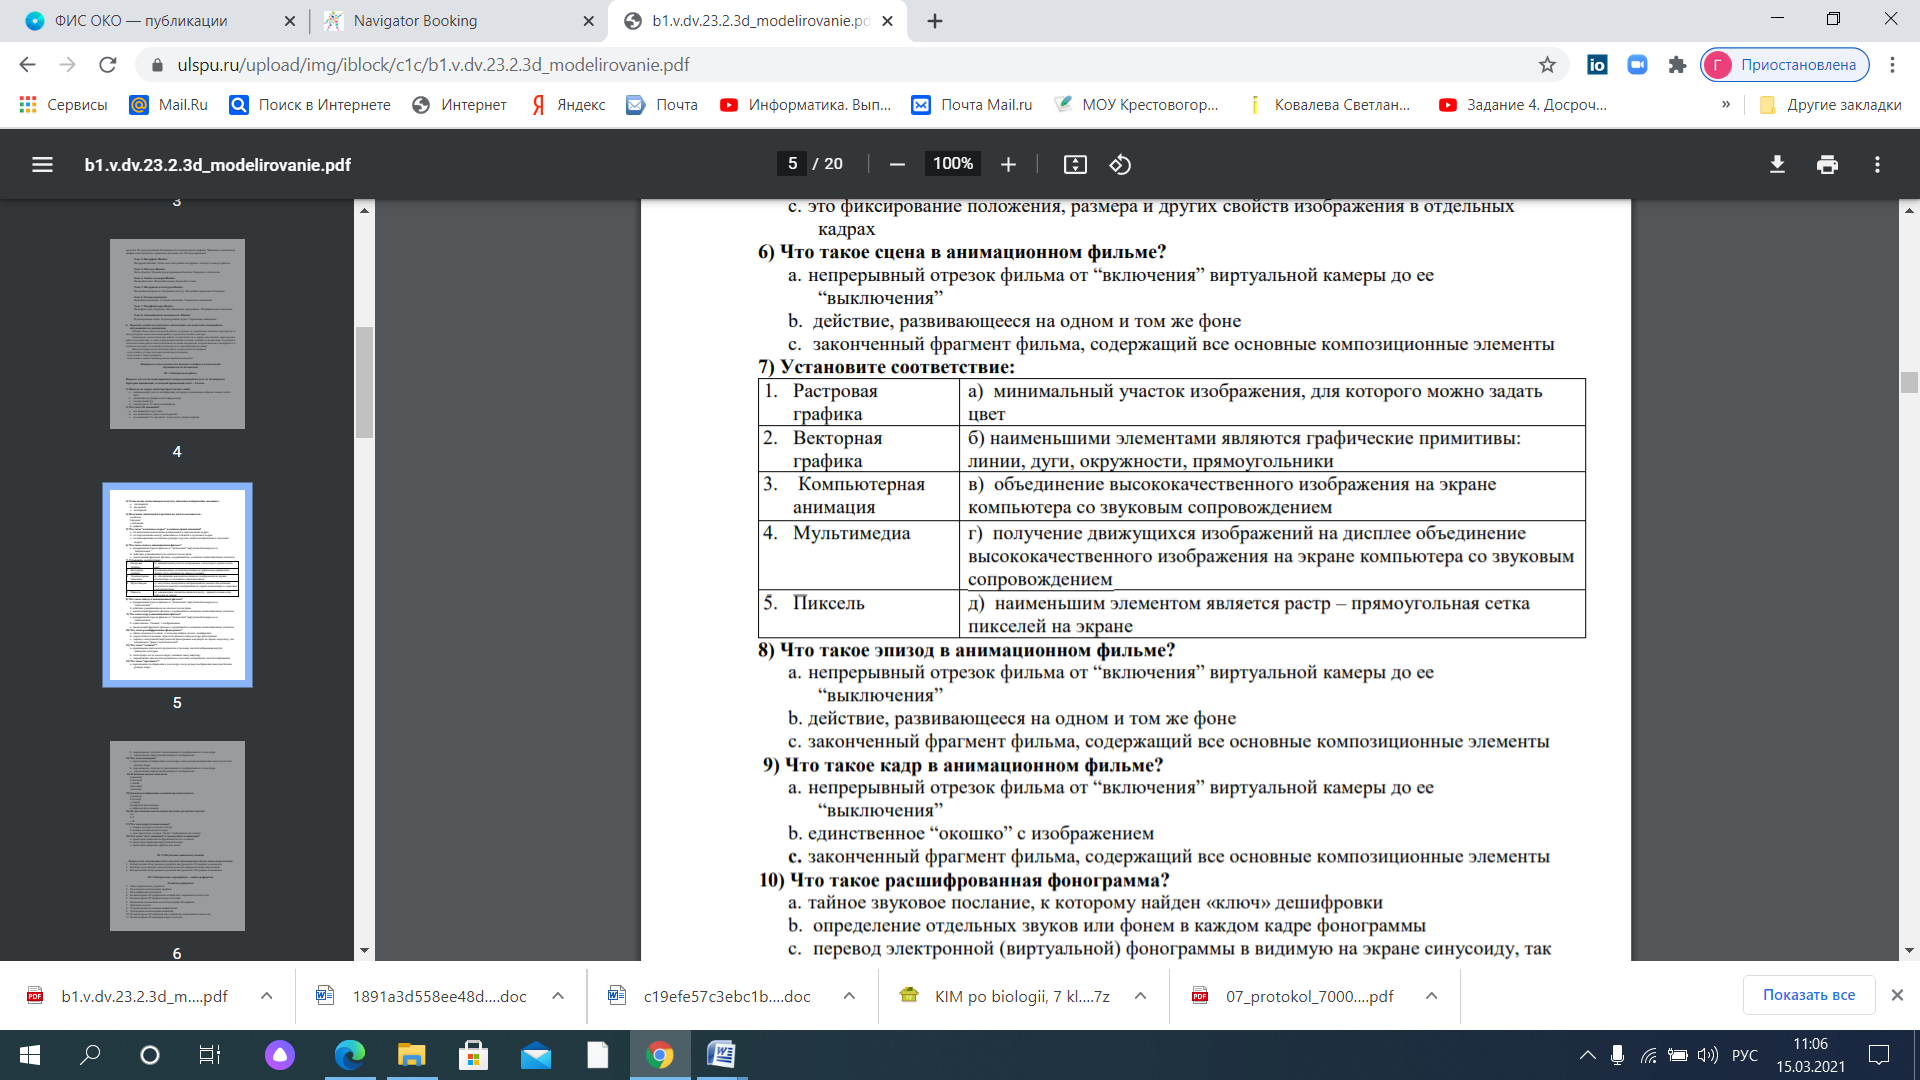 ФИС ОКО — публикации
Navigator Booking
b1.v.dv.23.2.3d_modelirovanie.pd
ulspu.ru/upload/img/iblock/c1c/b1.v.dv.23.2.3d_modelirovanie.pdf
Г Приостановлена
Сервисы
Mail.Ru
Поиск в Интернете
Интернет
Яндекс
Почта
Информатика. Вып...
Почта Mail.ru
МОУ Крестовогор...
Ковалева Светлан...
Задание 4. Досроч...
»
Другие закладки
b1.v.dv.23.2.3d_modelirovanie.pdf
5 / 20
100%
3
4
5
6
с. это фиксирование положения, размера и других свойств изображения в отдельных
кадрах
6) Что такое сцена в анимационном фильме?
a. непрерывный отрезок фильма от “включения” виртуальной камеры до ее
“выключения”
b. действие, развивающееся на одном и том же фоне
c. законченный фрагмент фильма, содержащий все основные композиционные элементы
7) Установите соответствие:
1. Растровая
графика
а) минимальный участок изображения, для которого можно задать
цвет
2. Векторная
графика
б) наименьшими элементами являются графические примитивы:
линии, дуги, окружности, прямоугольники
3. Компьютерная
анимация
в) объединение высококачественного изображения на экране
компьютера со звуковым сопровождением
4. Мультимедиа
г) получение движущихся изображений на дисплее объединение
высококачественного изображения на экране компьютера со звуковым
сопровождением
5. Пиксель
д) наименьшим элементом является растр – прямоугольная сетка
пикселей на экране
8) Что такое эпизод в анимационном фильме?
a. непрерывный отрезок фильма от “включения” виртуальной камеры до ее
“выключения”
b. действие, развивающееся на одном и том же фоне
c. законченный фрагмент фильма, содержащий все основные композиционные элементы
9) Что такое кадр в анимационном фильме?
a. непрерывный отрезок фильма от “включения” виртуальной камеры до ее
“выключения”
b. единственное “окошко” с изображением
c. законченный фрагмент фильма, содержащий все основные композиционные элементы
10) Что такое расшифрованная фонограмма?
a. тайное звуковое послание, к которому найден «ключ» дешифровки
b. определение отдельных звуков или фонем в каждом кадре фонограммы
c. перевод электронной (виртуальной) фонограммы в видимую на экране синусоиду, так
b1.v.dv.23.2.3d_m....pdf
1891a3d558ee48d....doc
c19efe57c3ebc1b....doc
KIM po biologii, 7 kl....7z
07_protokol_7000....pdf
Показать все
РУС
11:06
15.03.2021